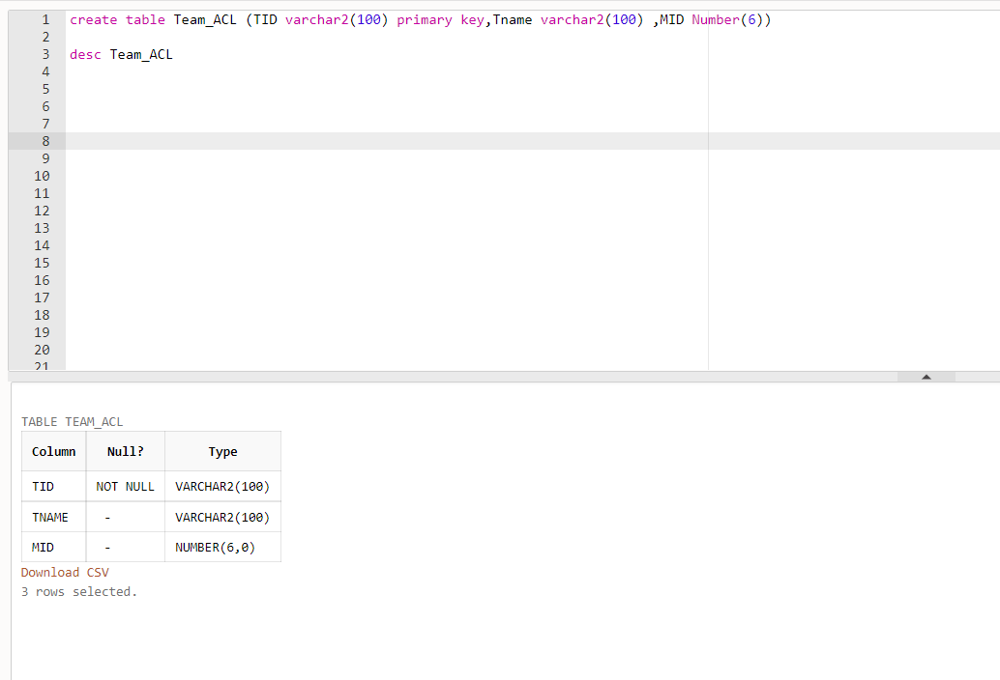 1 create table Team_ACL (TID varchar2(100) primary key,Tname varchar2(100) ,MID Number(6))
2
3 desc Team_ACL
4
5
6
7
8
9
10
11
12
13
14
15
16
17
18
19
20
21
TABLE TEAM_ACL
Column Null? Type
TID NOT NULL VARCHAR2(100)
TNAME - VARCHAR2(100)
MID - NUMBER(6,0)
Download CSV
3 rows selected.